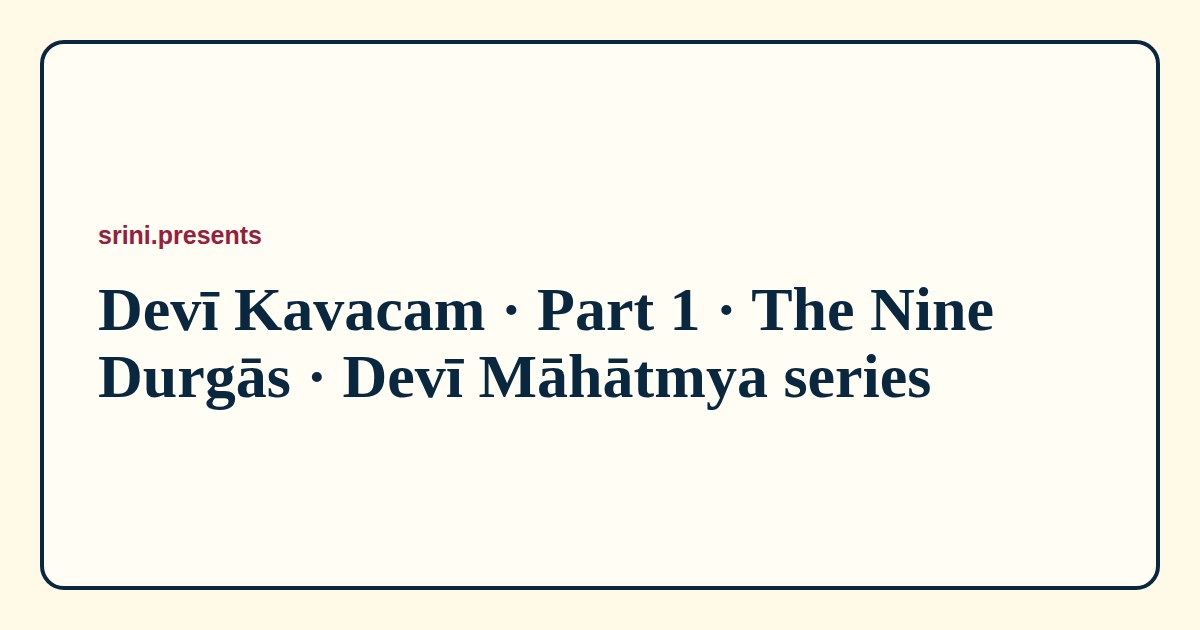 srini.presents
Devī Kavacam · Part 1 · The Nine
Durgās · Devī Māhātmya series